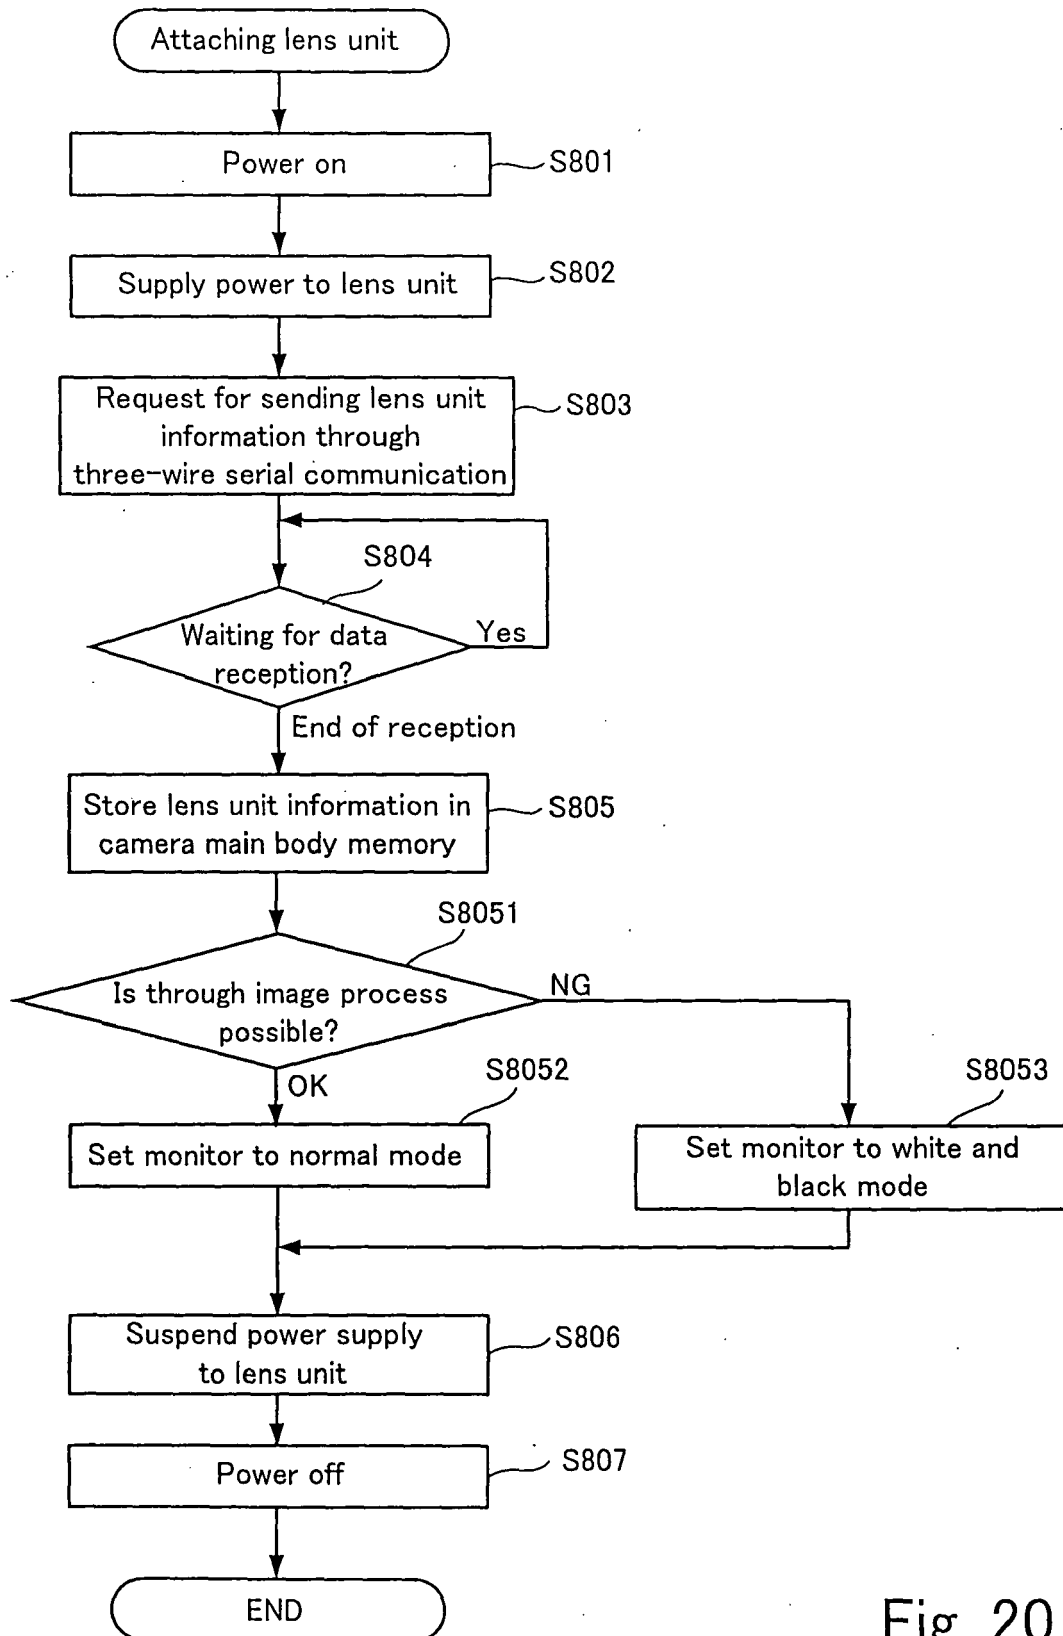 Attaching lens unit
Power on
S801
Supply power to lens unit
S802
Request for sending lens unit
information through
three-wire serial communication
S803
S804
Waiting for data
reception?
Yes
End of reception
Store lens unit information in
camera main body memory
S805
S8051
Is through image process
possible?
NG
OK
S8052
S8053
Set monitor to normal mode
Set monitor to white and
black mode
Suspend power supply
to lens unit
S806
Power off
S807
END
Fig. 20